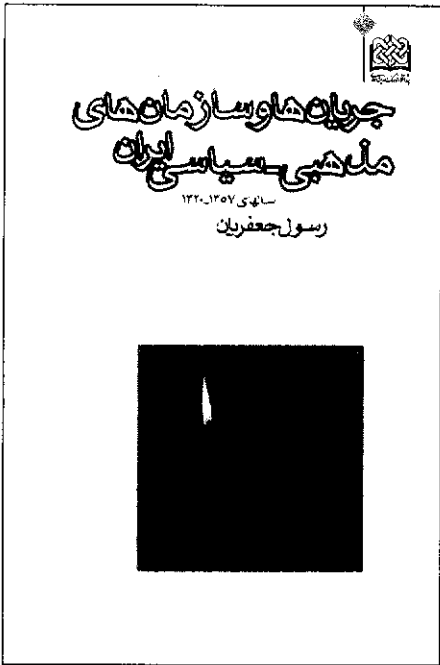 جریان‌ها و سازمان‌های
مذهبی-سیاسی ایران
سالهای ۱۳۵۷-۱۳۲۰
رسول جعفریان